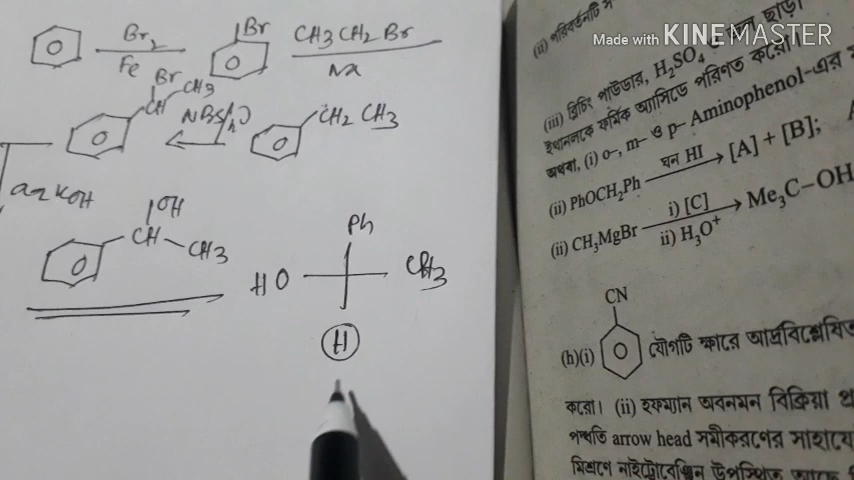 Br2
Fe
Br
CH3CH2Br
Na
CH2 CH3
NBS/hν
Br
CH CH3
aq KOH
OH
CH-CH3
Ph
HO CH3
H
Made with KINEMASTER
(ii)
(iii) ব্লিচিং পাউডার, H2SO4 ছাড়া
ইথানলকে ফর্মিক অ্যাসিডে পরিণত করো।
অথবা, (i) o-, m- ও p- Aminophenol-এর
(ii) PhOCH2Ph ঘন HI → [A] + [B];
(ii) CH3MgBr i) [C] ii) H3O+ → Me3C–OH
CN
(h)(i) যৌগটি ক্ষারে আর্দ্রবিশ্লেষিত
করো। (ii) হফম্যান অবনমন বিক্রিয়া
পদ্ধতি arrow head সমীকরণের সাহায্যে
মিশ্রণে নাইট্রোবেঞ্জিন উপস্থিত আছে